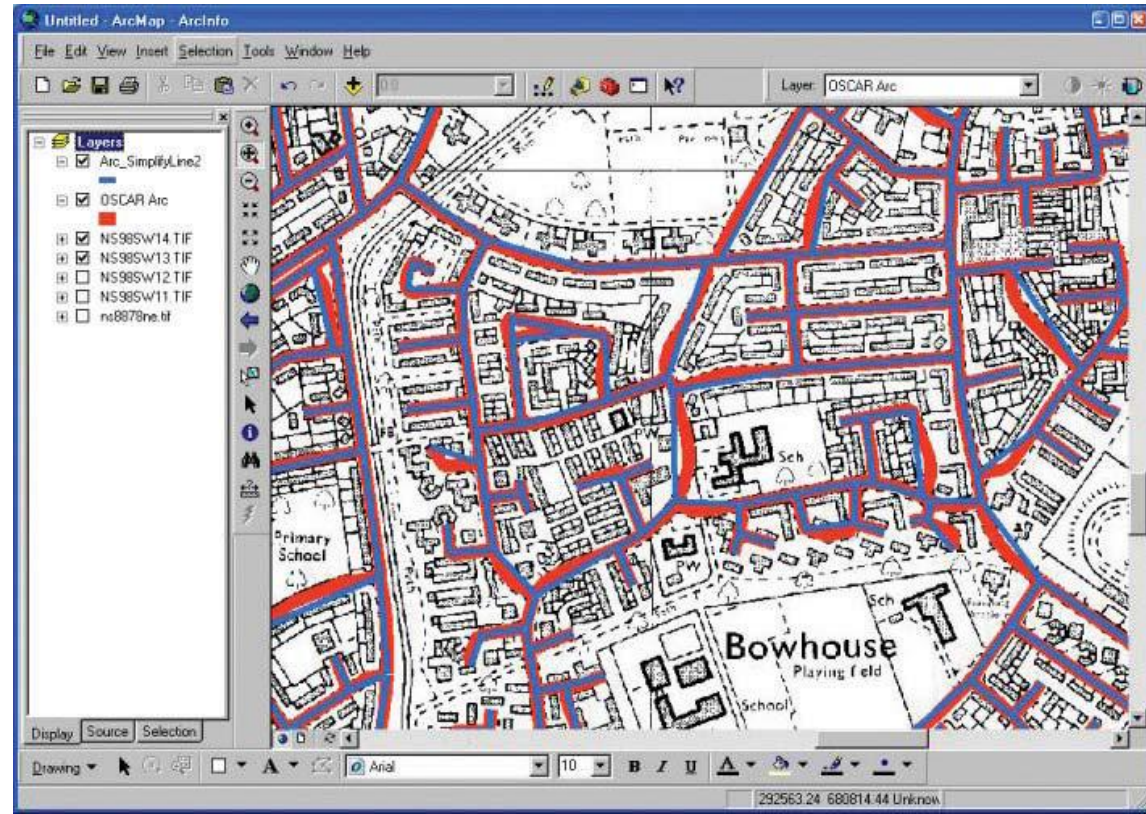 Untitled - ArcMap - ArcInfo
File Edit View Insert Selection Tools Window Help
Layer: OSCAR Arc
Layers
Arc_SimplifyLine2
OSCAR Arc
NS98SW14.TIF
NS98SW13.TIF
NS98SW12.TIF
NS98SW11.TIF
ns8878ne.tif
PW
Sch
Primary
School
PW
Sch
Bowhouse
Playing field
School
Display Source Selection
Drawing A Arial 10 B I U A
292563.24 680814.44 Unknow